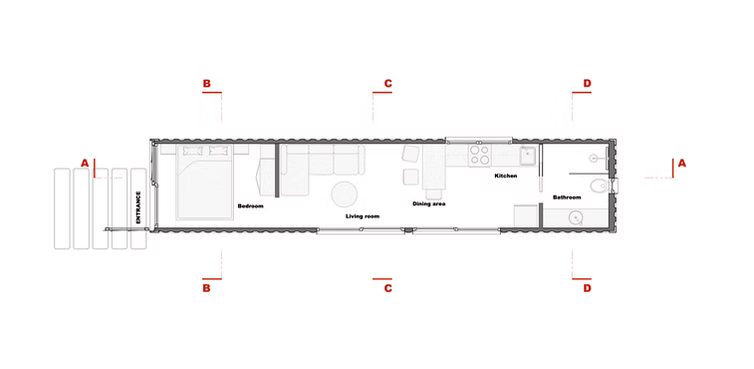 B
C
D
A
A
ENTRANCE
Kitchen
Bedroom
Bathroom
Dining area
Living room
B
C
D